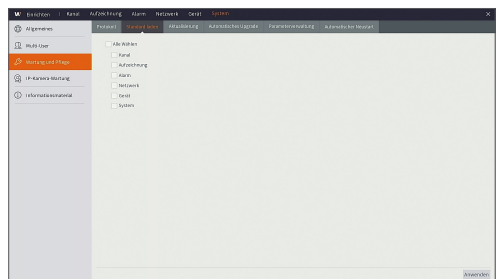 W Einrichten Kanal Aufzeichnung Alarm Netzwerk Gerät System ×
Allgemeines
Multi-User
Wartung und Pflege
IP-Kamera-Wartung
Informationsmaterial
Protokoll Standard laden Aktualisierung Automatisches Upgrade Parameterverwaltung Automatischer Neustart
Alle Wählen
Kanal
Aufzeichnung
Alarm
Netzwerk
Gerät
System
Anwenden